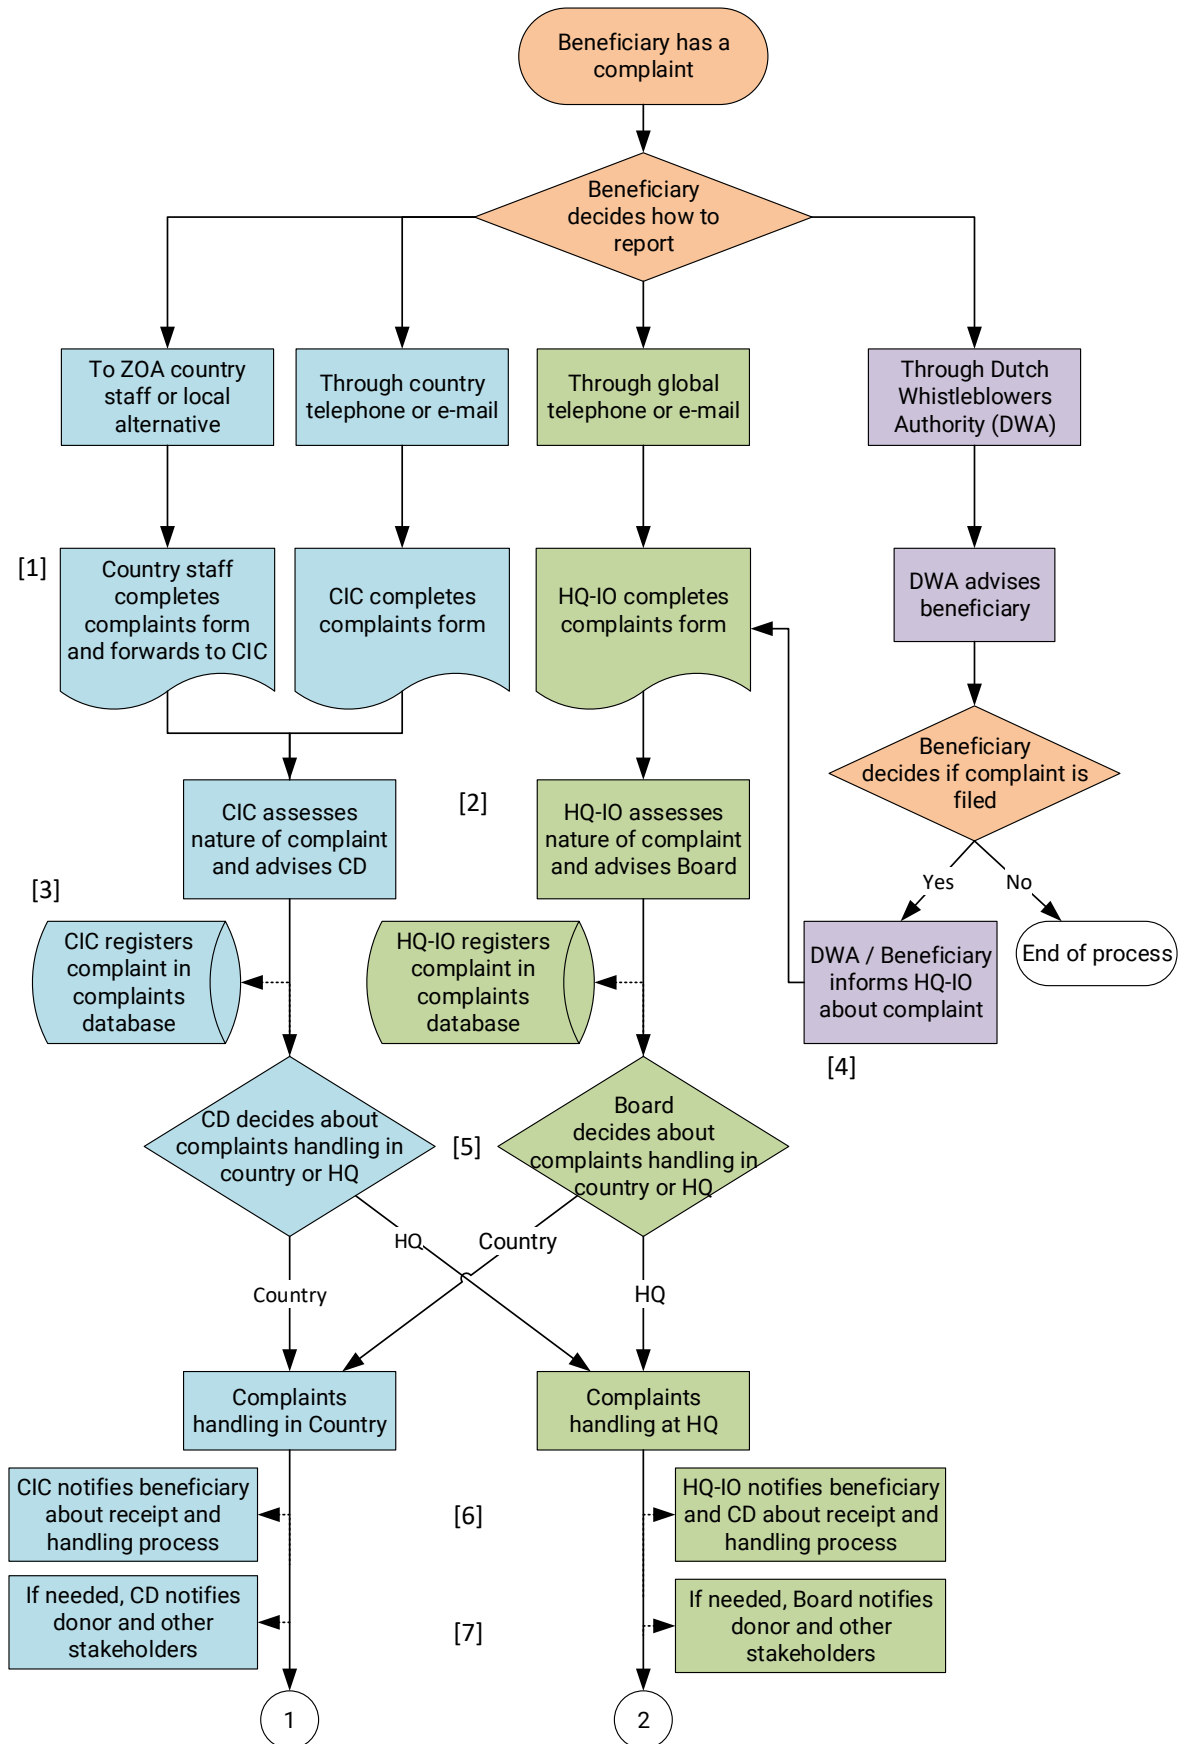 Beneficiary has a
complaint
Beneficiary
decides how to
report
To ZOA country
staff or local
alternative
Through country
telephone or e-mail
Through global
telephone or e-mail
Through Dutch
Whistleblowers
Authority (DWA)
[1]
Country staff
completes
complaints form
and forwards to CIC
CIC completes
complaints form
HQ-IO completes
complaints form
DWA advises
beneficiary
Beneficiary
decides if complaint is
filed
CIC assesses
nature of complaint
and advises CD
[2]
HQ-IO assesses
nature of complaint
and advises Board
Yes
No
[3]
CIC registers
complaint in
complaints
database
HQ-IO registers
complaint in
complaints
database
DWA / Beneficiary
informs HQ-IO
about complaint
End of process
[4]
CD decides about
complaints handling in
country or HQ
[5]
Board
decides about
complaints handling in
country or HQ
HQ
Country
Country
HQ
Complaints
handling in Country
Complaints
handling at HQ
CIC notifies beneficiary
about receipt and
handling process
[6]
HQ-IO notifies beneficiary
and CD about receipt and
handling process
If needed, CD notifies
donor and other
stakeholders
[7]
If needed, Board notifies
donor and other
stakeholders
1
2